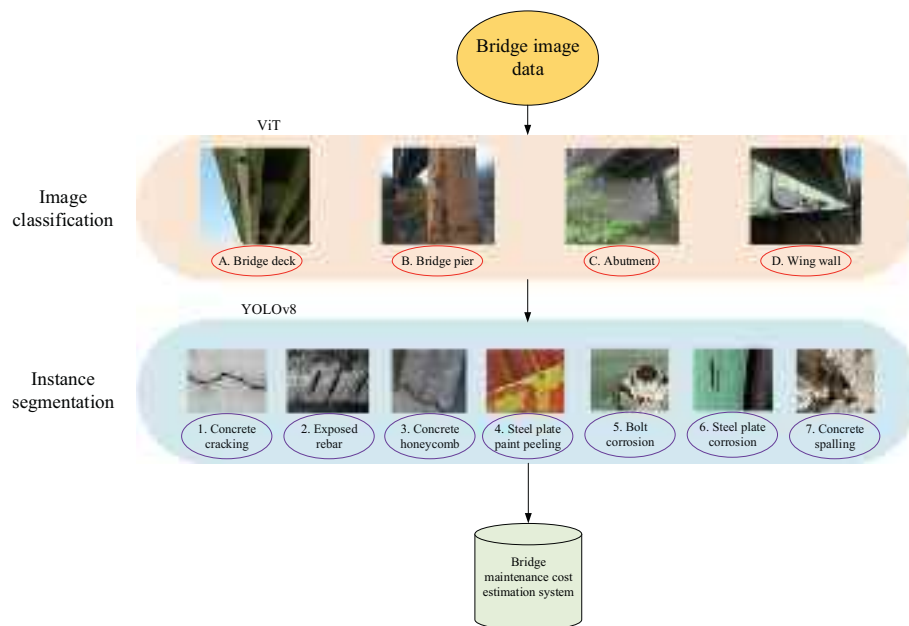 Bridge image
data
ViT
Image
classification
A. Bridge deck
B. Bridge pier
C. Abutment
D. Wing wall
YOLOv8
Instance
segmentation
1. Concrete
cracking
2. Exposed
rebar
3. Concrete
honeycomb
4. Steel plate
paint peeling
5. Bolt
corrosion
6. Steel plate
corrosion
7. Concrete
spalling
Bridge
maintenance cost
estimation system